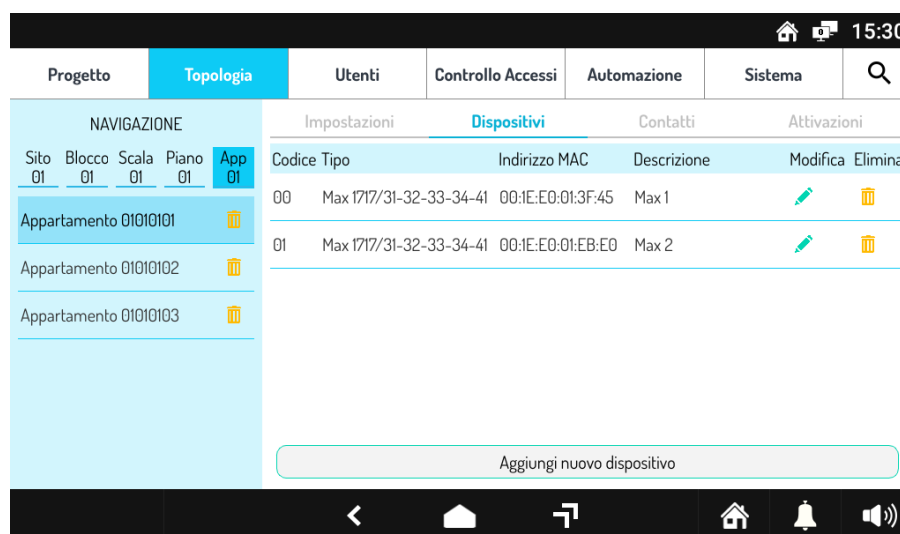 15:30
Progetto Topologia Utenti Controllo Accessi Automazione Sistema
NAVIGAZIONE
Sito Blocco Scala Piano App
01 01 01 01 01
Appartamento 01010101
Appartamento 01010102
Appartamento 01010103
Impostazioni Dispositivi Contatti Attivazioni
Codice Tipo Indirizzo MAC Descrizione Modifica Elimina
00 Max 1717/31-32-33-34-41 00:1E:E0:01:3F:45 Max 1
01 Max 1717/31-32-33-34-41 00:1E:E0:01:EB:E0 Max 2
Aggiungi nuovo dispositivo